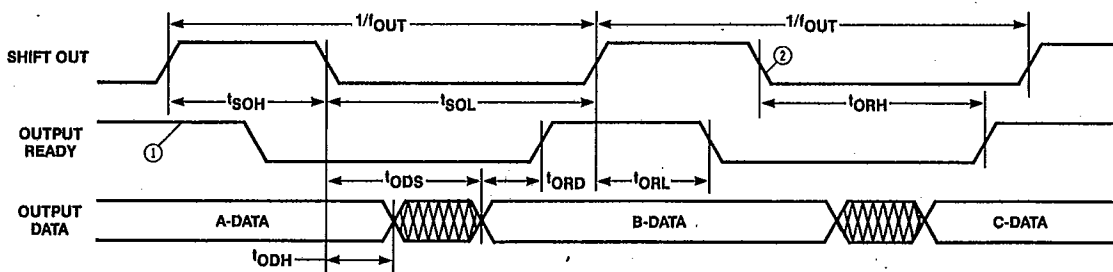 1/fOUT 1/fOUT
SHIFT OUT ②
tSOH tSOL tORH
OUTPUT READY ①
tODS tORD tORL
OUTPUT DATA A-DATA B-DATA C-DATA
tODH